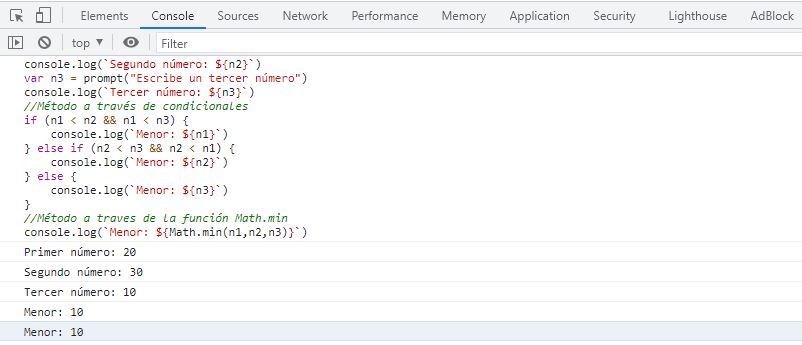 Elements Console Sources Network Performance Memory Application Security Lighthouse AdBlock
top Filter
console.log(`Segundo número: ${n2}`)
var n3 = prompt("Escribe un tercer número")
console.log(`Tercer número: ${n3}`)
//Método a través de condicionales
if (n1 < n2 && n1 < n3) {
    console.log(`Menor: ${n1}`)
} else if (n2 < n3 && n2 < n1) {
    console.log(`Menor: ${n2}`)
} else {
    console.log(`Menor: ${n3}`)
}
//Método a traves de la función Math.min
console.log(`Menor: ${Math.min(n1,n2,n3)}`)
Primer número: 20
Segundo número: 30
Tercer número: 10
Menor: 10
Menor: 10